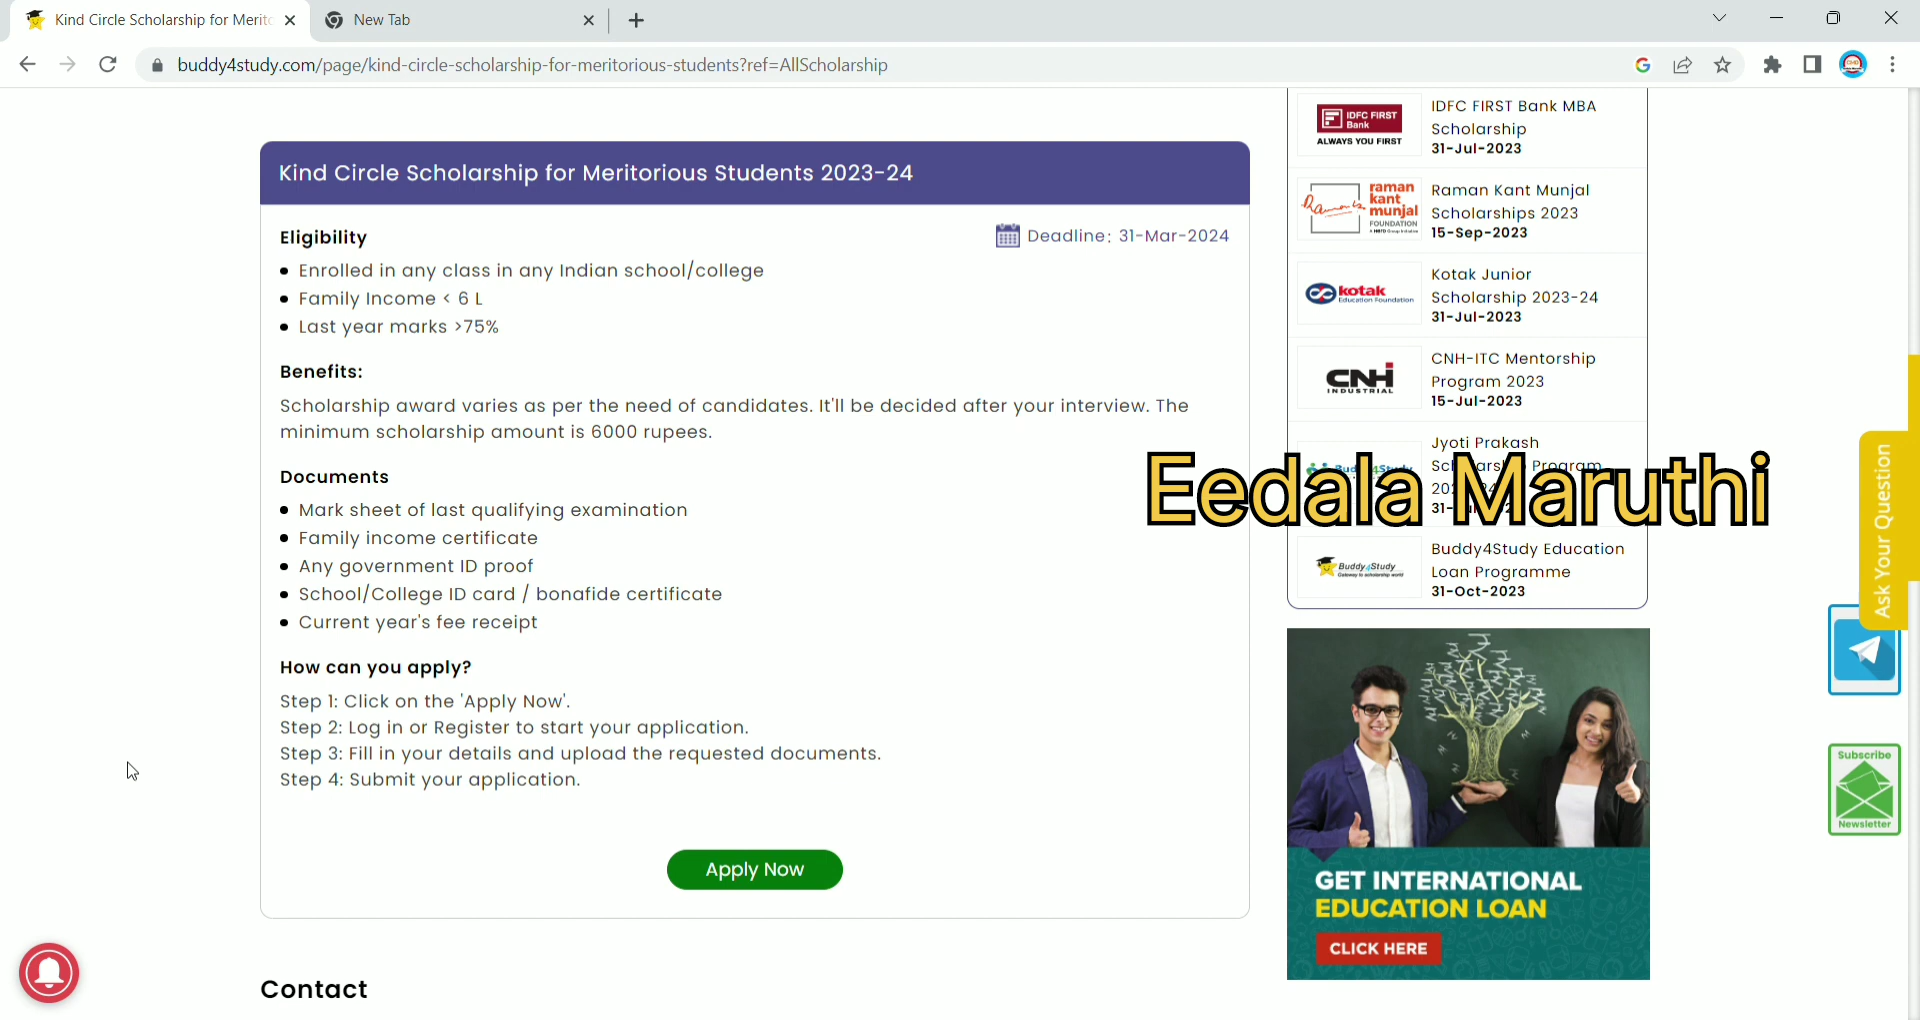 Kind Circle Scholarship for Merito
New Tab
buddy4study.com/page/kind-circle-scholarship-for-meritorious-students?ref=AllScholarship
Kind Circle Scholarship for Meritorious Students 2023-24
Eligibility
Deadline: 31-Mar-2024
Enrolled in any class in any Indian school/college
Family Income < 6 L
Last year marks >75%
Benefits:
Scholarship award varies as per the need of candidates. It'll be decided after your interview. The
minimum scholarship amount is 6000 rupees.
Documents
Mark sheet of last qualifying examination
Family income certificate
Any government ID proof
School/College ID card / bonafide certificate
Current year's fee receipt
How can you apply?
Step 1: Click on the 'Apply Now'.
Step 2: Log in or Register to start your application.
Step 3: Fill in your details and upload the requested documents.
Step 4: Submit your application.
Apply Now
Contact
IDFC FIRST
Bank
ALWAYS YOU FIRST
IDFC FIRST Bank MBA
Scholarship
31-Jul-2023
raman
kant
munjal
FOUNDATION
Raman Kant Munjal
Scholarships 2023
15-Sep-2023
kotak
Education Foundation
Kotak Junior
Scholarship 2023-24
31-Jul-2023
CNH
INDUSTRIAL
CNH-ITC Mentorship
Program 2023
15-Jul-2023
Jyoti Prakash
Program
Eedala Maruthi
Buddy4Study
Gateway to scholarship world
Buddy4Study Education
Loan Programme
31-Oct-2023
GET INTERNATIONAL
EDUCATION LOAN
CLICK HERE
Ask Your Question
Subscribe
Newsletter